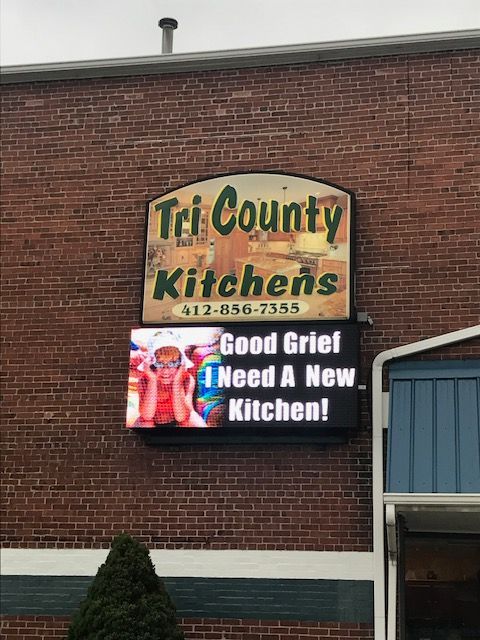 Tri County
Kitchens
412-856-7355
Good Grief
I Need A New
Kitchen!